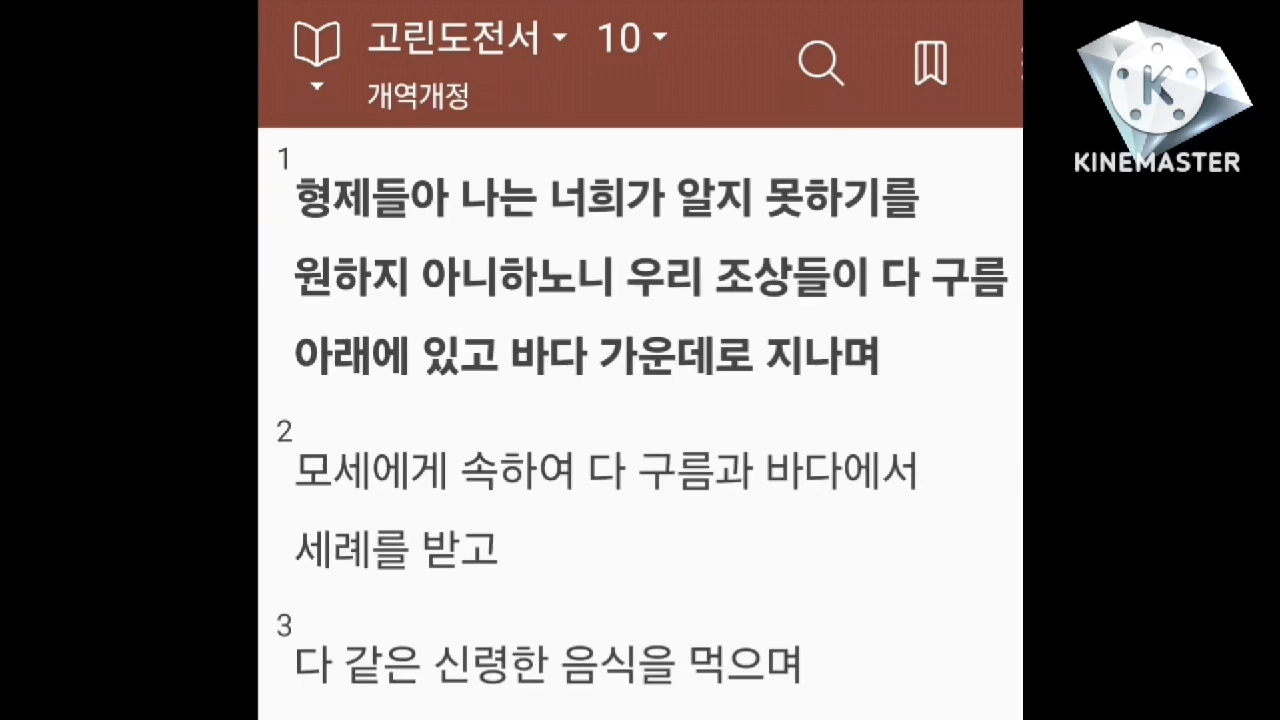 고린도전서 10
개역개정
K
KINEMASTER
1
형제들아 나는 너희가 알지 못하기를
원하지 아니하노니 우리 조상들이 다 구름
아래에 있고 바다 가운데로 지나며
2
모세에게 속하여 다 구름과 바다에서
세례를 받고
3
다 같은 신령한 음식을 먹으며